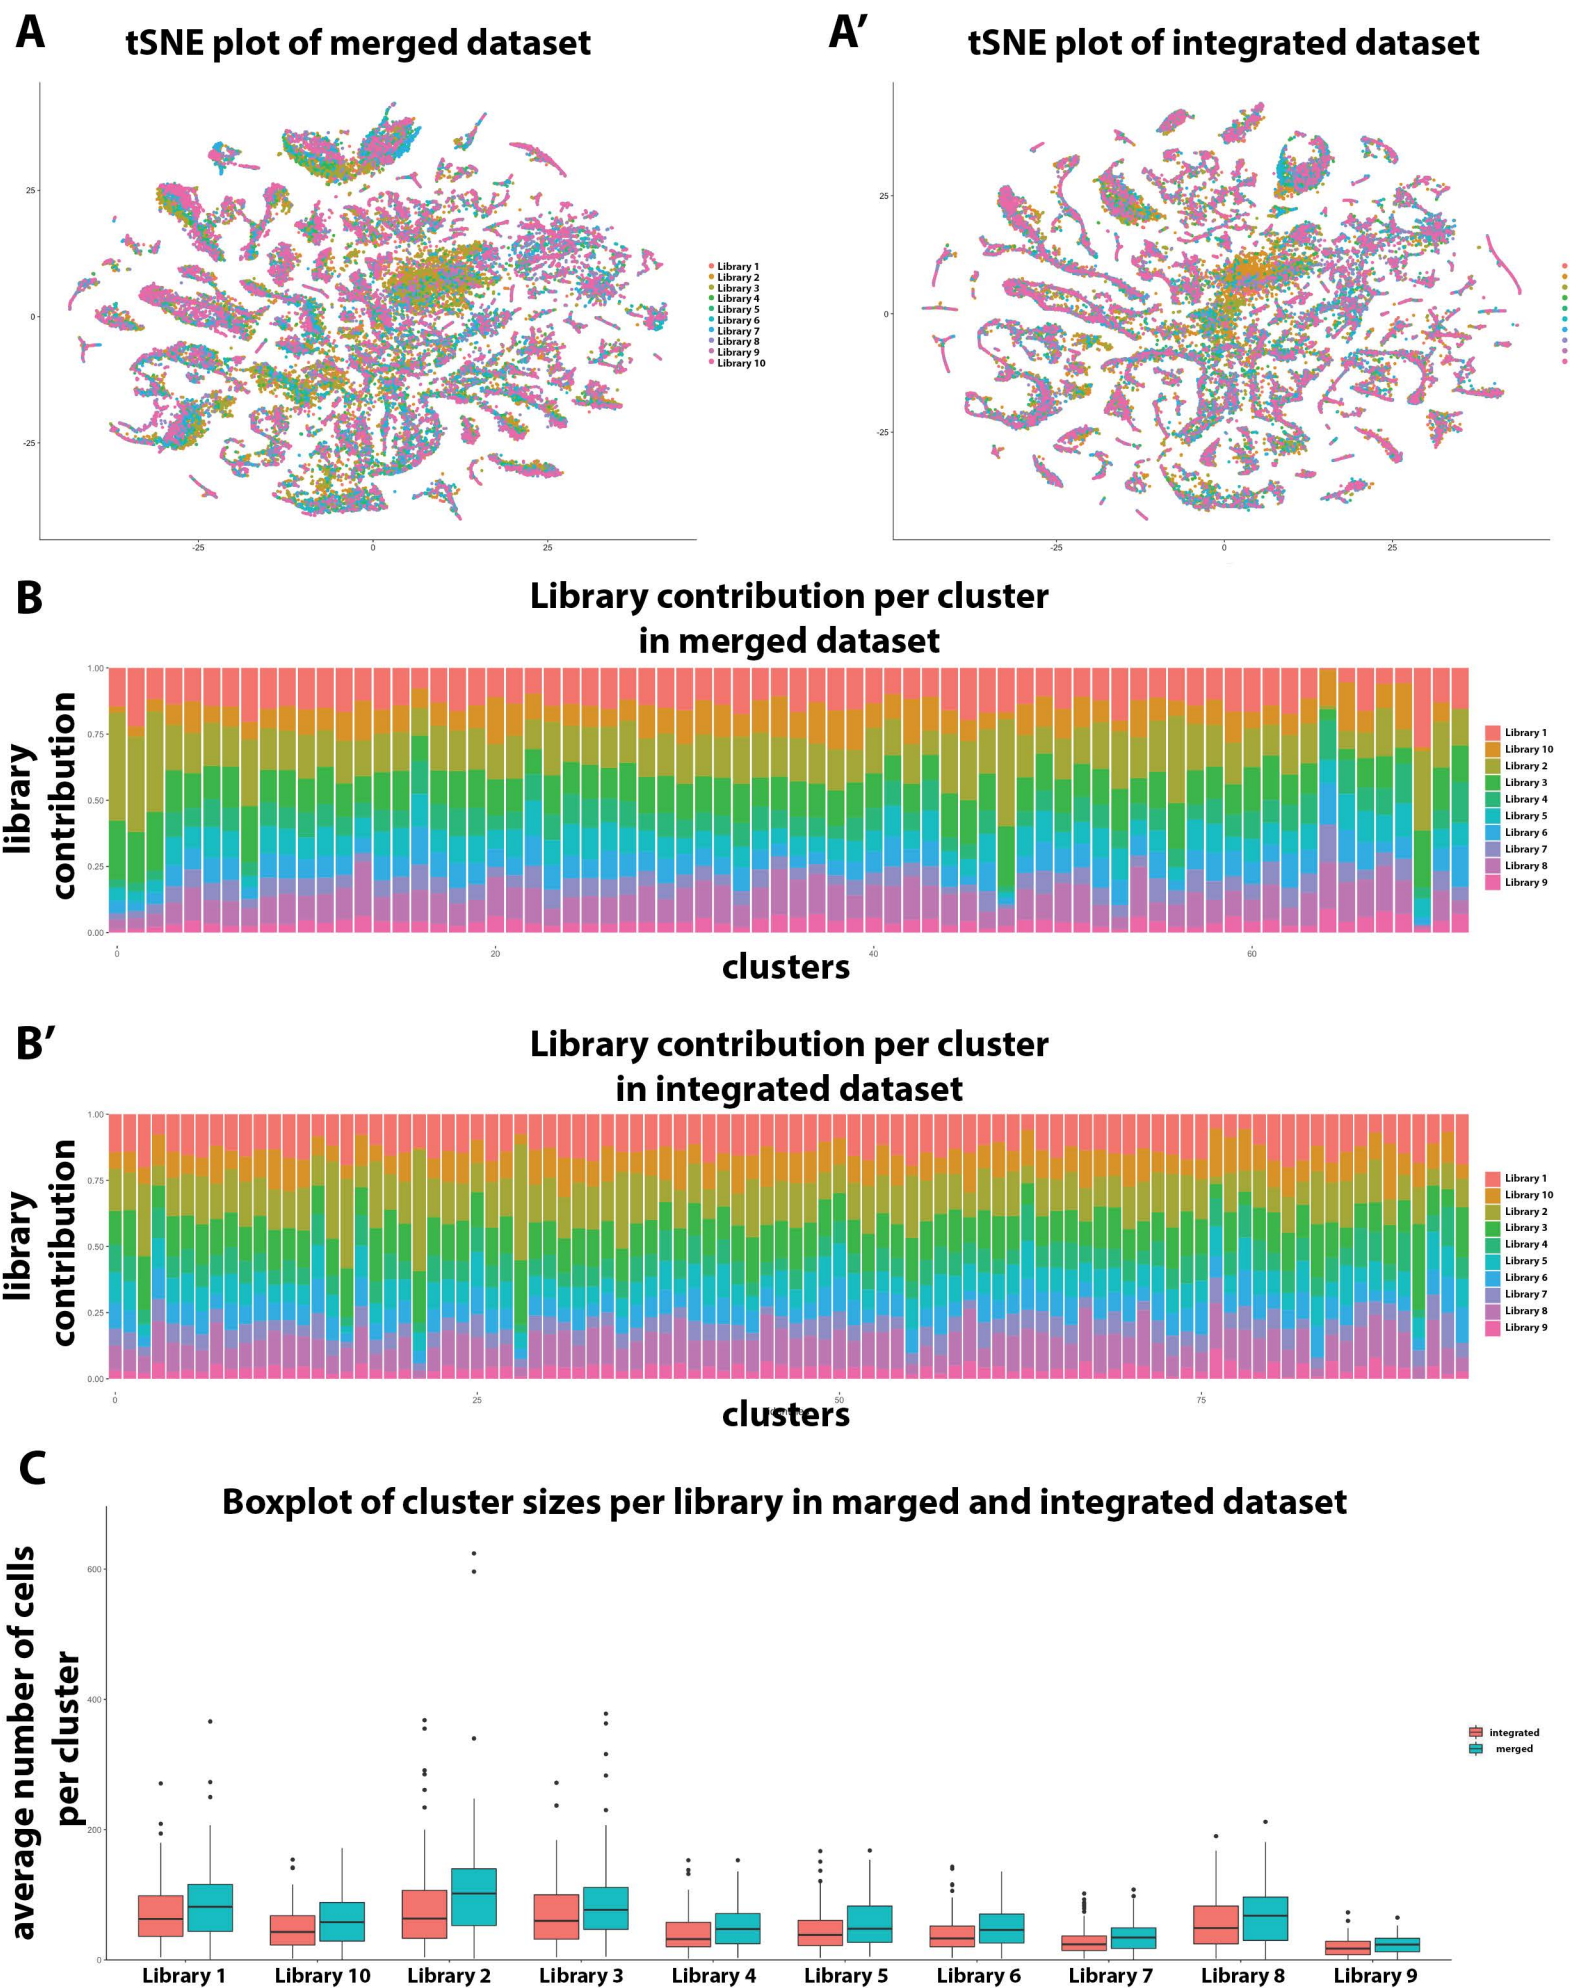 A
tSNE plot of merged dataset
25
0
-25
-25
0
25
Library 1
Library 2
Library 3
Library 4
Library 5
Library 6
Library 7
Library 8
Library 9
Library 10
A′
tSNE plot of integrated dataset
25
0
-25
-25
0
25
B
Library contribution per cluster
in merged dataset
library
contribution
1.00
0.75
0.50
0.25
0.00
0
20
40
60
clusters
Library 1
Library 10
Library 2
Library 3
Library 4
Library 5
Library 6
Library 7
Library 8
Library 9
B′
Library contribution per cluster
in integrated dataset
library
contribution
1.00
0.75
0.50
0.25
0.00
0
25
50
75
clusters
Library 1
Library 10
Library 2
Library 3
Library 4
Library 5
Library 6
Library 7
Library 8
Library 9
C
Boxplot of cluster sizes per library in marged and integrated dataset
average number of cells
per cluster
600
400
200
0
integrated
merged
Library 1
Library 10
Library 2
Library 3
Library 4
Library 5
Library 6
Library 7
Library 8
Library 9